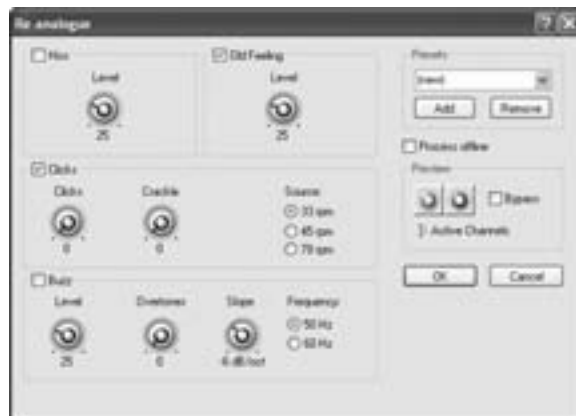 Re analogue
Hiss
Level
25
Old Feeling
Level
25
Clicks
Clicks
0
Crackle
0
Source
33 rpm
45 rpm
78 rpm
Buzz
Level
25
Overtones
0
Slope
-6 dB/oct
Frequency
50 Hz
60 Hz
Presets
(new)
Add
Remove
Process offline
Preview
Bypass
Active Channels
OK
Cancel